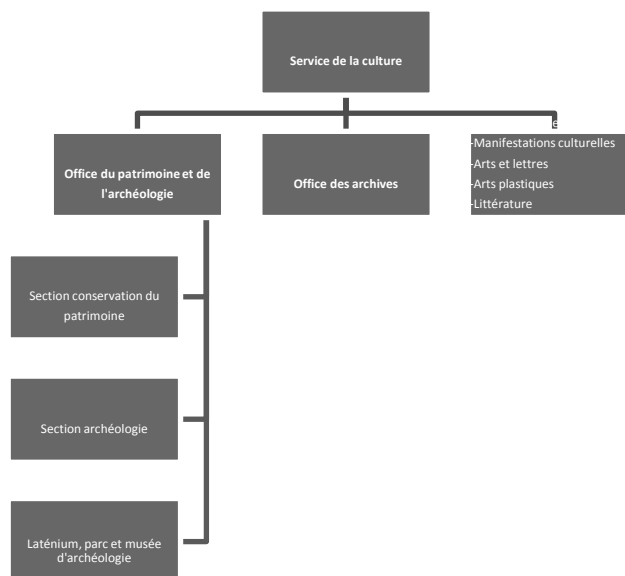 Service de la culture
Office du patrimoine et de
l'archéologie
Office des archives
-Manifestations culturelles
-Arts et lettres
-Arts plastiques
-Littérature
Section conservation du
patrimoine
Section archéologie
Laténium, parc et musée
d'archéologie